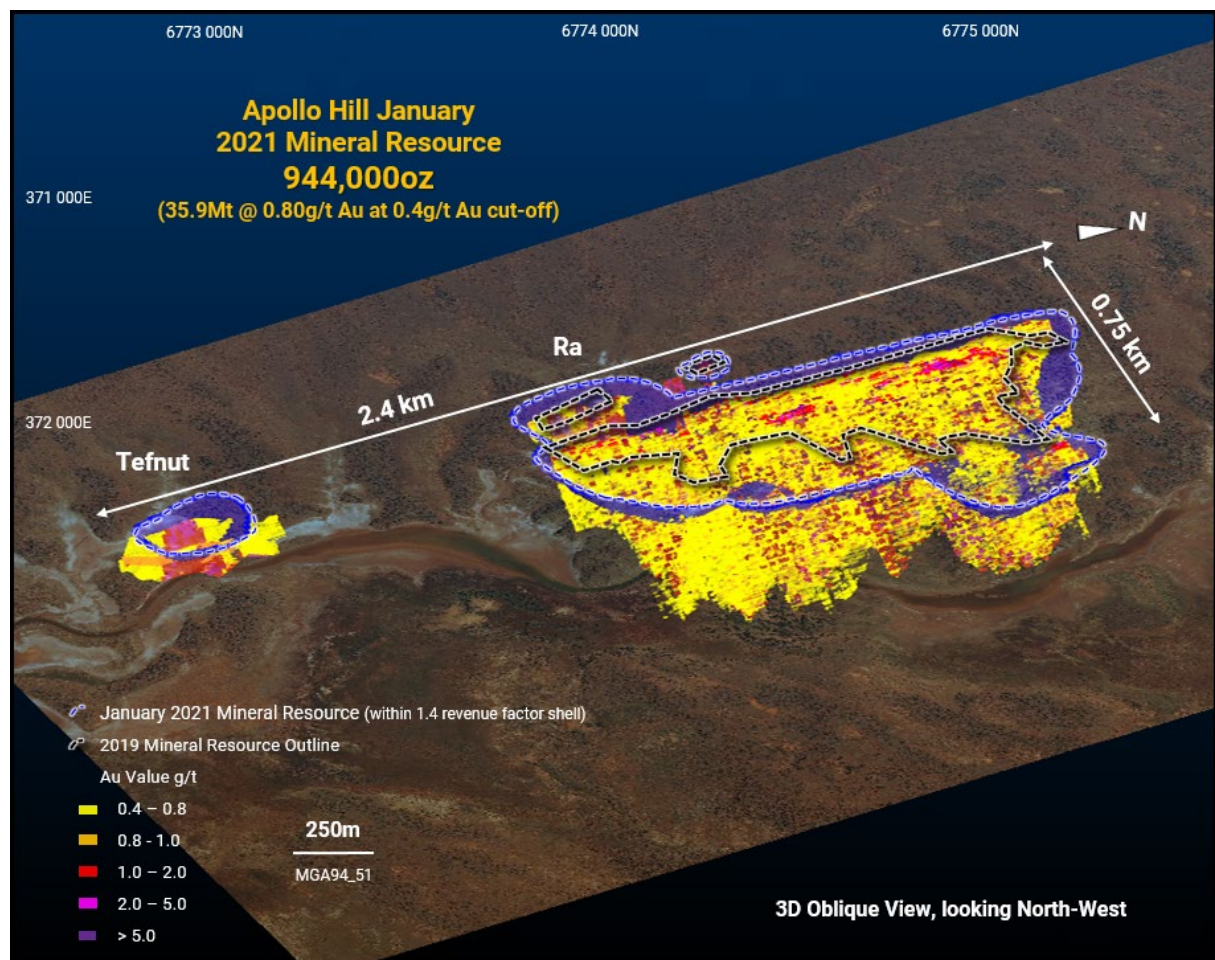 6773 000N
6774 000N
6775 000N
Apollo Hill January
2021 Mineral Resource
944,000oz
(35.9Mt @ 0.80g/t Au at 0.4g/t Au cut-off)
371 000E
N
0.75 km
Ra
2.4 km
372 000E
Tefnut
January 2021 Mineral Resource (within 1.4 revenue factor shell)
2019 Mineral Resource Outline
Au Value g/t
0.4 – 0.8
0.8 - 1.0
1.0 – 2.0
2.0 – 5.0
> 5.0
250m
MGA94_51
3D Oblique View, looking North-West